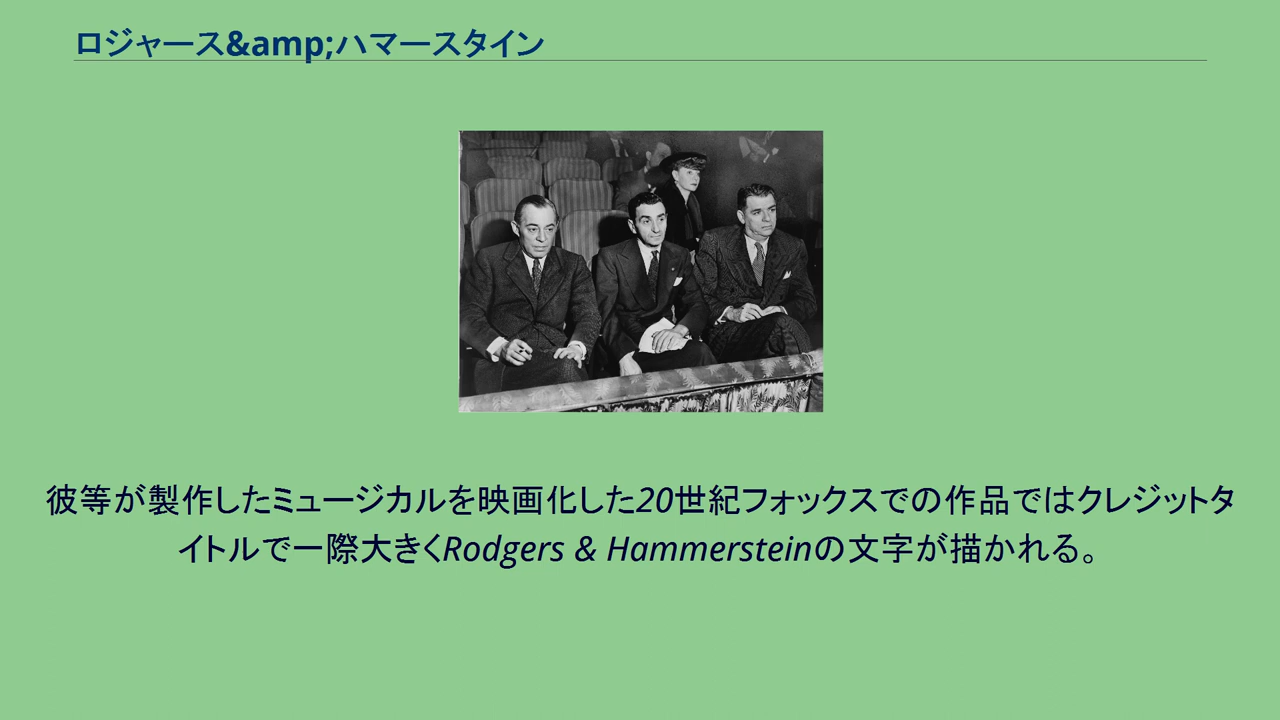 ロジャース&amp;ハマースタイン
彼等が製作したミュージカルを映画化した20世紀フォックスでの作品ではクレジットタ
イトルで一際大きくRodgers & Hammersteinの文字が描かれる。